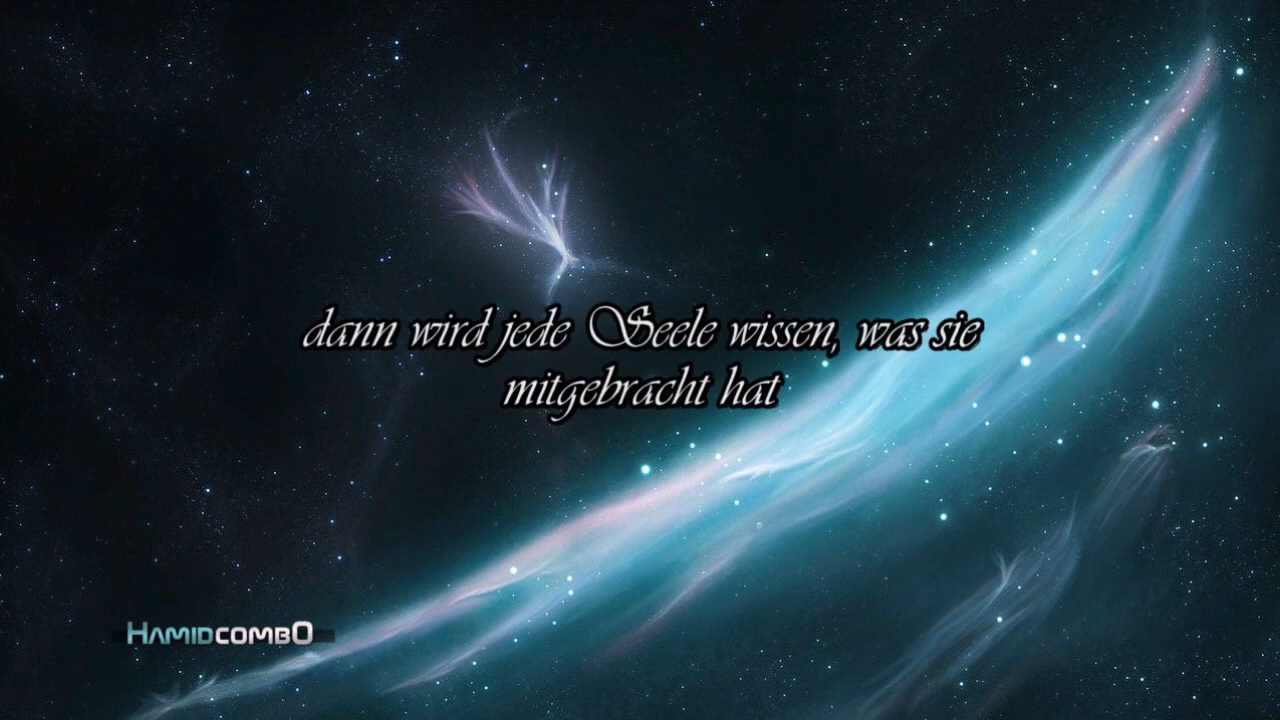 dann wird jede Seele wissen, was sie
mitgebracht hat
HAMIDCOMBO